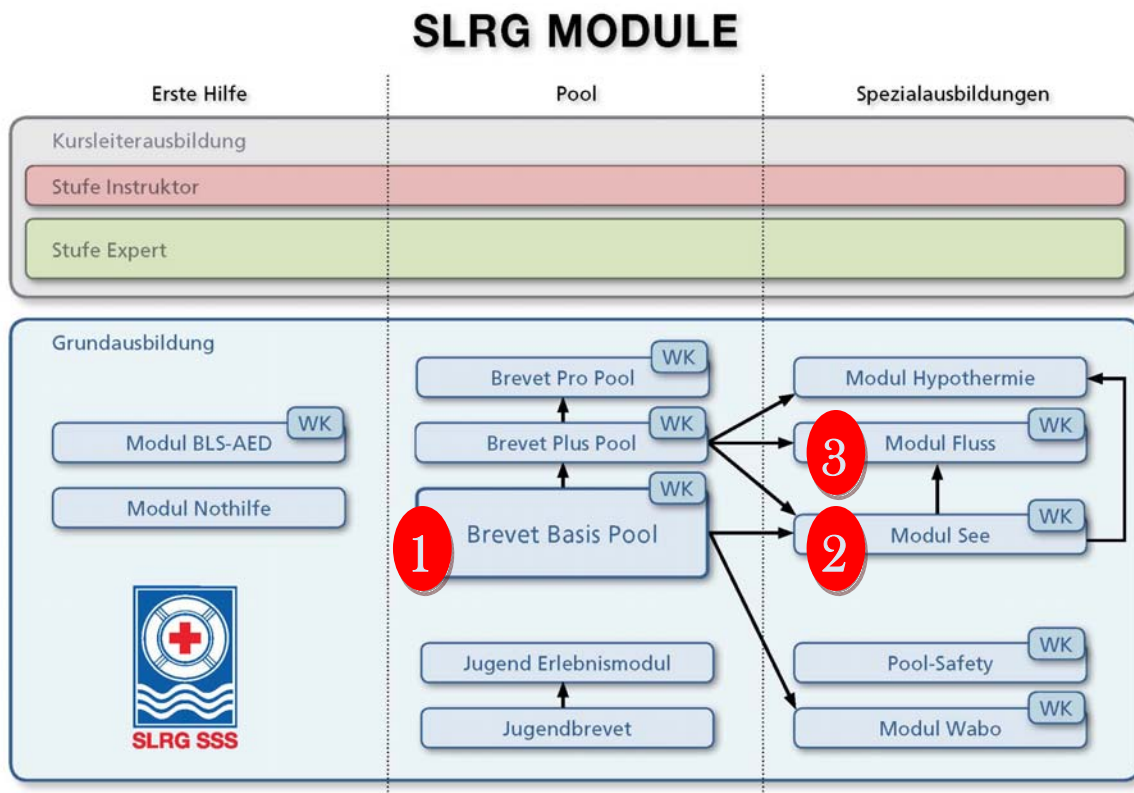 SLRG MODULE
Erste Hilfe
Pool
Spezialausbildungen
Kursleiterausbildung
Stufe Instruktor
Stufe Expert
Grundausbildung
WK
Modul BLS-AED
Modul Nothilfe
SLRG SSS
WK
Brevet Pro Pool
WK
Brevet Plus Pool
WK
1
Brevet Basis Pool
Jugend Erlebnismodul
Jugendbrevet
Modul Hypothermie
WK
3
Modul Fluss
WK
2
Modul See
WK
Pool-Safety
WK
Modul Wabo